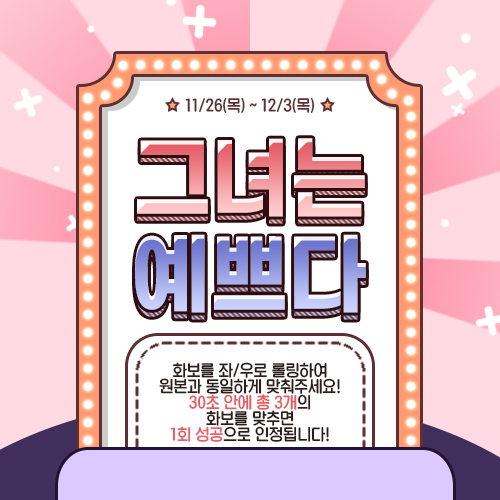 ★ 11/26(목) ~ 12/3(목) ★
그녀는
예쁘다
화보를 좌/우로 롤링하여
원본과 동일하게 맞춰주세요!
30초 안에 총 3개의
화보를 맞추면
1회 성공으로 인정됩니다!